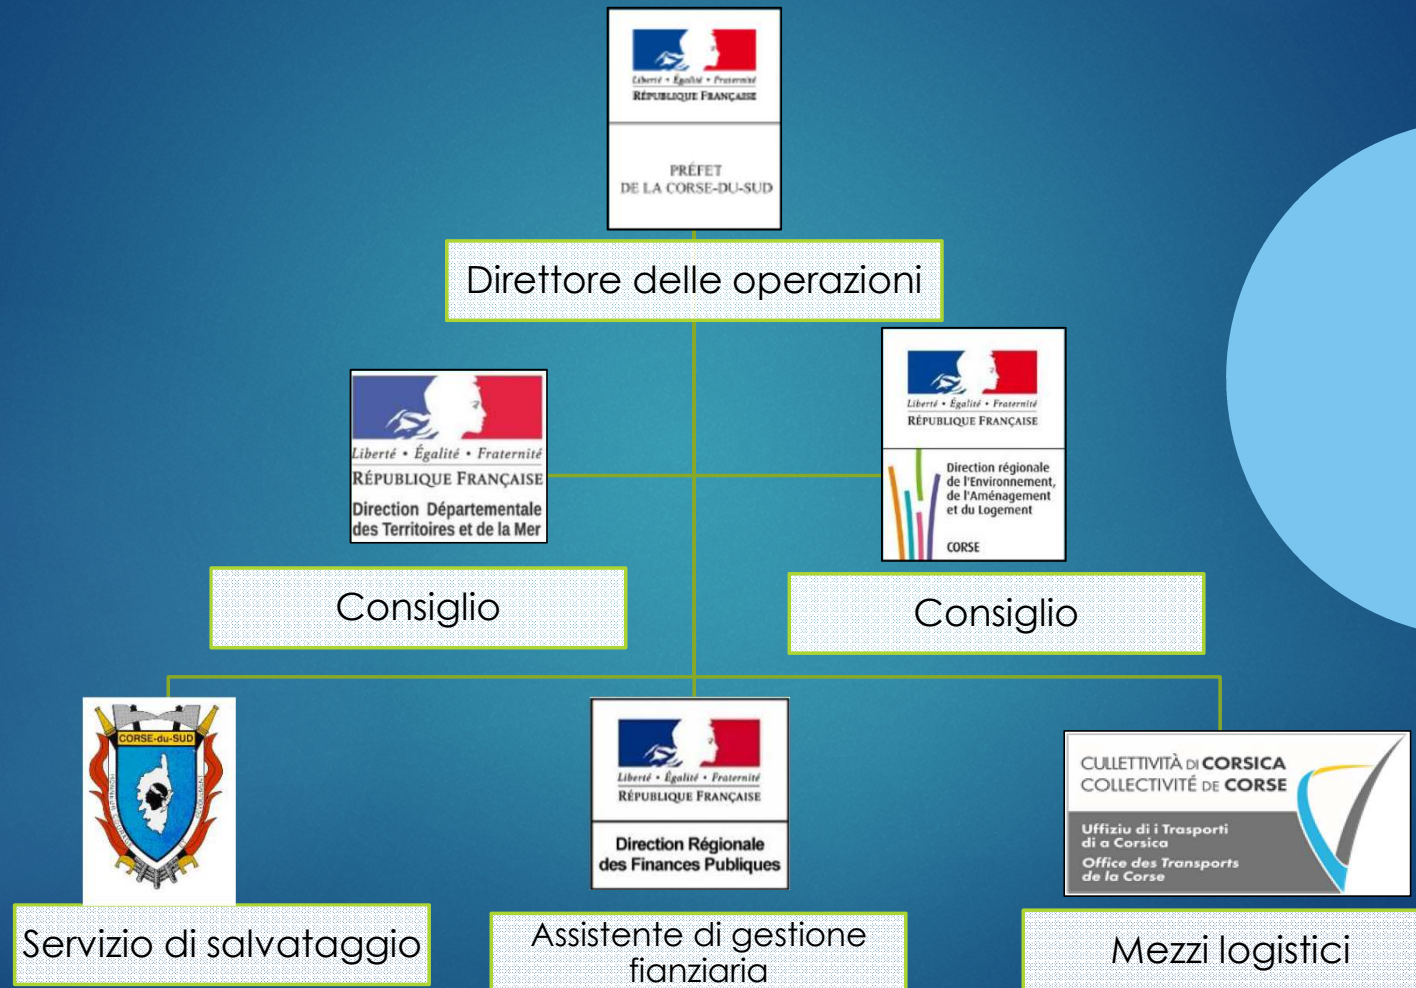 Liberté • Égalité • Fraternité
RÉPUBLIQUE FRANÇAISE
PRÉFET
DE LA CORSE-DU-SUD
Direttore delle operazioni
Liberté • Égalité • Fraternité
RÉPUBLIQUE FRANÇAISE
Direction Départementale
des Territoires et de la Mer
Consiglio
Liberté • Égalité • Fraternité
RÉPUBLIQUE FRANÇAISE
Direction régionale
de l'Environnement,
de l'Aménagement
et du Logement
CORSE
Consiglio
CORSE-du-SUD
Servizio di salvataggio
Liberté • Égalité • Fraternité
RÉPUBLIQUE FRANÇAISE
Direction Régionale
des Finances Publiques
Assistente di gestione
fianziaria
CULLETTIVITÀ DI CORSICA
COLLECTIVITÉ DE CORSE
Uffiziu di i Trasporti
di a Corsica
Office des Transports
de la Corse
Mezzi logistici